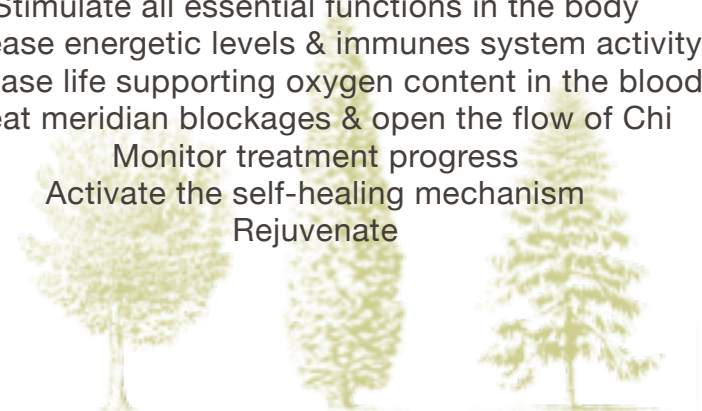 Stimulate all essential functions in the body
ease energetic levels & immunes system activity
ase life supporting oxygen content in the blood
eat meridian blockages & open the flow of Chi
Monitor treatment progress
Activate the self-healing mechanism
Rejuvenate